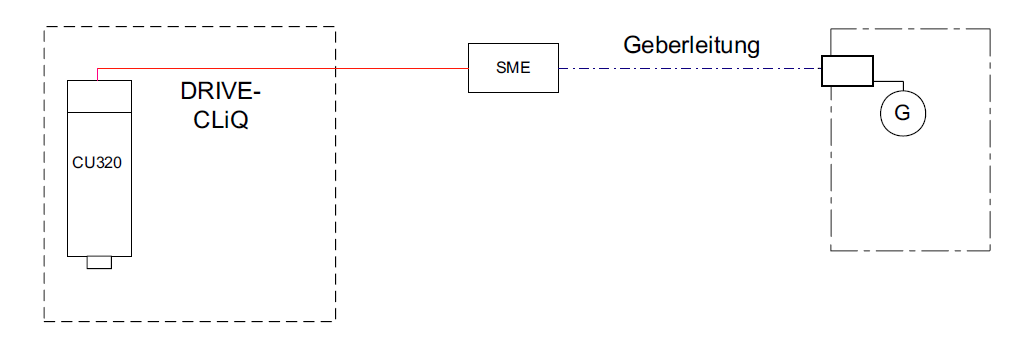 Geberleitung
SME
DRIVE-
CLiQ
G
CU320